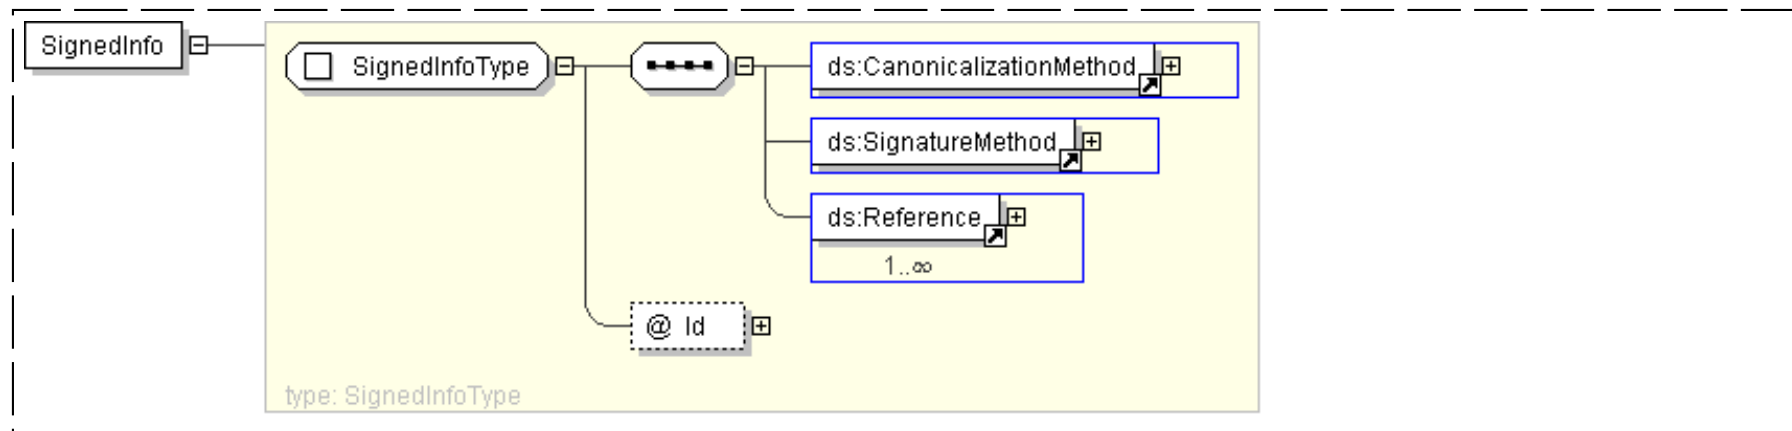 SignedInfo
SignedInfoType
ds:CanonicalizationMethod
ds:SignatureMethod
ds:Reference
1..∞
@ Id
type: SignedInfoType